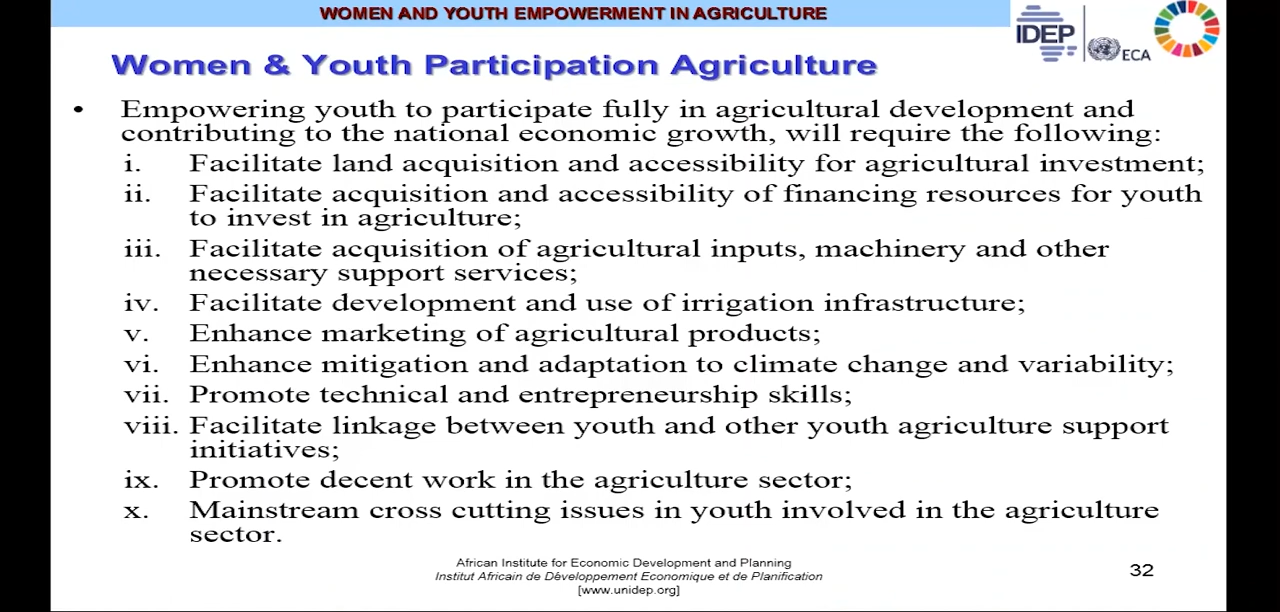 WOMEN AND YOUTH EMPOWERMENT IN AGRICULTURE
IDEP
ECA
Women & Youth Participation Agriculture
• Empowering youth to participate fully in agricultural development and
contributing to the national economic growth, will require the following:
i. Facilitate land acquisition and accessibility for agricultural investment;
ii. Facilitate acquisition and accessibility of financing resources for youth
to invest in agriculture;
iii. Facilitate acquisition of agricultural inputs, machinery and other
necessary support services;
iv. Facilitate development and use of irrigation infrastructure;
v. Enhance marketing of agricultural products;
vi. Enhance mitigation and adaptation to climate change and variability;
vii. Promote technical and entrepreneurship skills;
viii. Facilitate linkage between youth and other youth agriculture support
initiatives;
ix. Promote decent work in the agriculture sector;
x. Mainstream cross cutting issues in youth involved in the agriculture
sector.
African Institute for Economic Development and Planning
Institut Africain de Développement Economique et de Planification
[www.unidep.org]
32